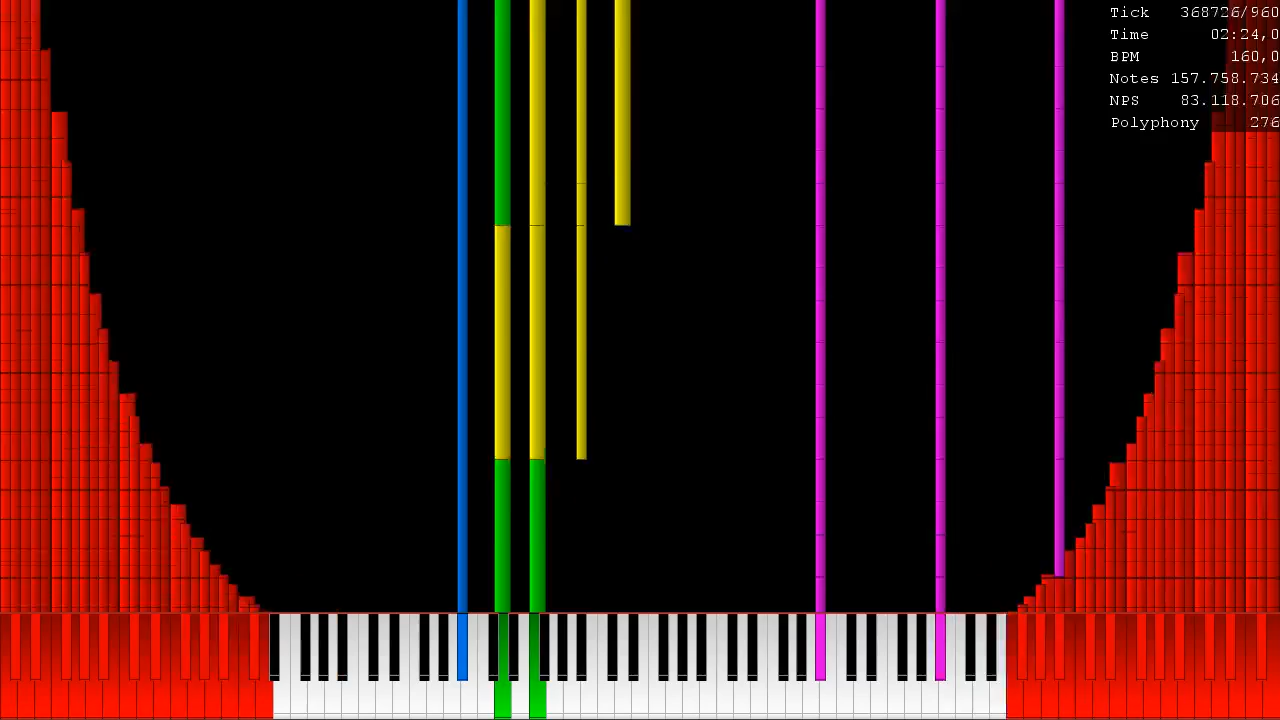 Tick 368726/960
Time 02:24,0
BPM 160,0
Notes 157.758.734
NPS 83.118.706
Polyphony 276